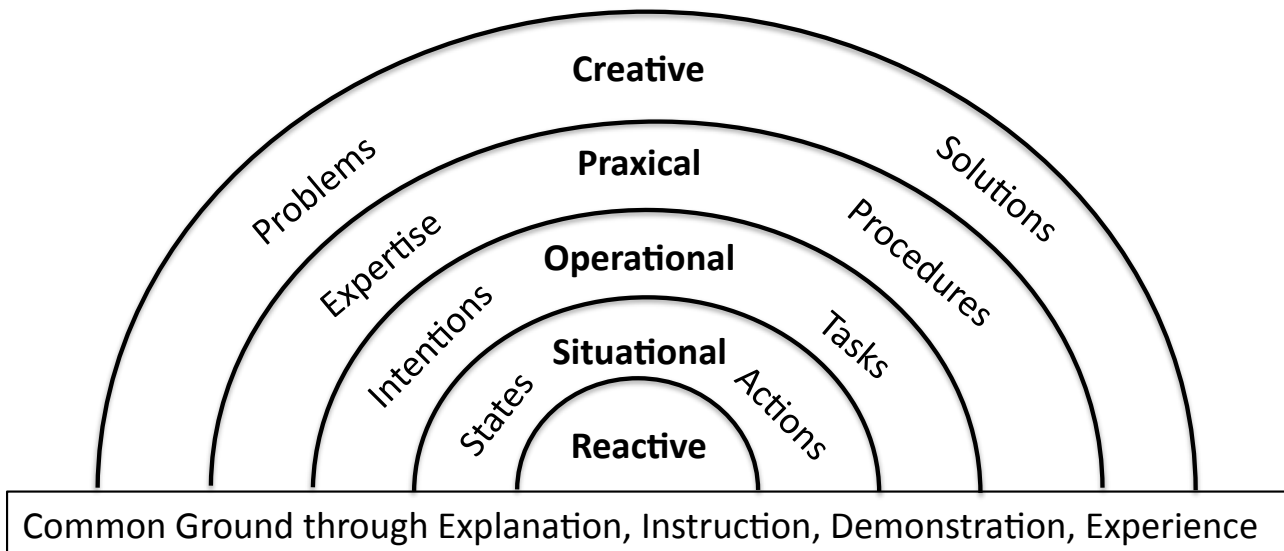 Creative
Problems
Solutions
Praxical
Expertise
Procedures
Operational
Intentions
Tasks
Situational
States
Actions
Reactive
Common Ground through Explanation, Instruction, Demonstration, Experience